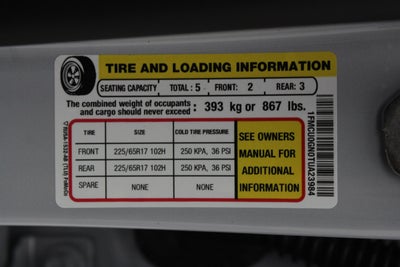 TIRE AND LOADING INFORMATION
SEATING CAPACITY TOTAL: 5 FRONT: 2 REAR: 3
The combined weight of occupants and cargo should never exceed: 393 kg or 867 lbs.
TIRE SIZE COLD TIRE PRESSURE
FRONT 225/65R17 102H 250 KPA, 36 PSI
REAR 225/65R17 102H 250 KPA, 36 PSI
SPARE NONE NONE
SEE OWNERS
MANUAL FOR
ADDITIONAL
INFORMATION
1FMCU0GN01UA23984